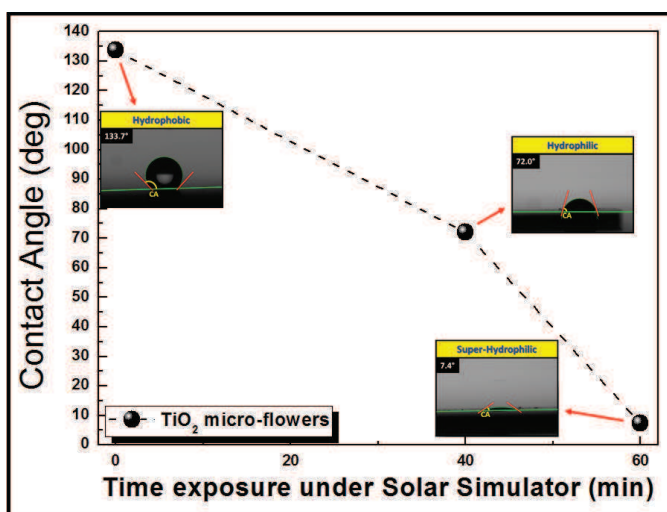 140
130
120
110
100
90
80
70
60
50
40
30
20
10
0
Contact Angle (deg)
Hydrophobic
133.7°
CA
Hydrophilic
72.0°
CA
Super-Hydrophilic
7.4°
CA
TiO₂ micro-flowers
0 20 40 60
Time exposure under Solar Simulator (min)